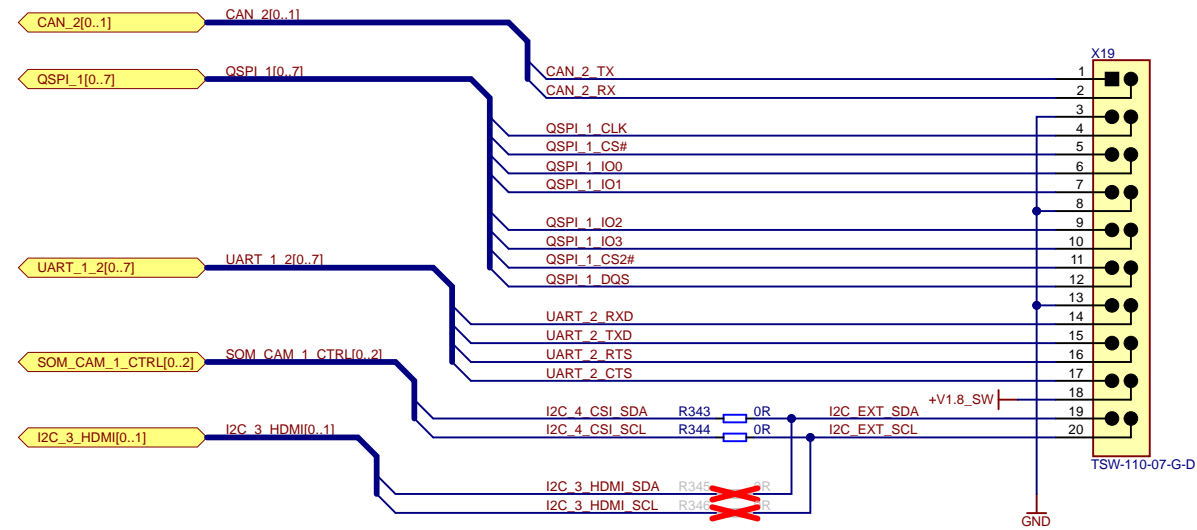 CAN_2[0..1] CAN_2[0..1]
X19
QSPI_1[0..7] QSPI_1[0..7] CAN_2_TX 1
CAN_2_RX 2
3
QSPI_1_CLK 4
QSPI_1_CS# 5
QSPI_1_IO0 6
QSPI_1_IO1 7
8
QSPI_1_IO2 9
QSPI_1_IO3 10
UART_1_2[0..7] UART_1_2[0..7] QSPI_1_CS2# 11
QSPI_1_DQS 12
13
UART_2_RXD 14
UART_2_TXD 15
SOM_CAM_1_CTRL[0..2] SOM_CAM_1_CTRL[0..2] UART_2_RTS 16
UART_2_CTS 17
+V1.8_SW 18
I2C_4_CSI_SDA R343 0R I2C_EXT_SDA 19
I2C_3_HDMI[0..1] I2C_3_HDMI[0..1] I2C_4_CSI_SCL R344 0R I2C_EXT_SCL 20
TSW-110-07-G-D
I2C_3_HDMI_SDA R345 0R
I2C_3_HDMI_SCL R346 0R
GND